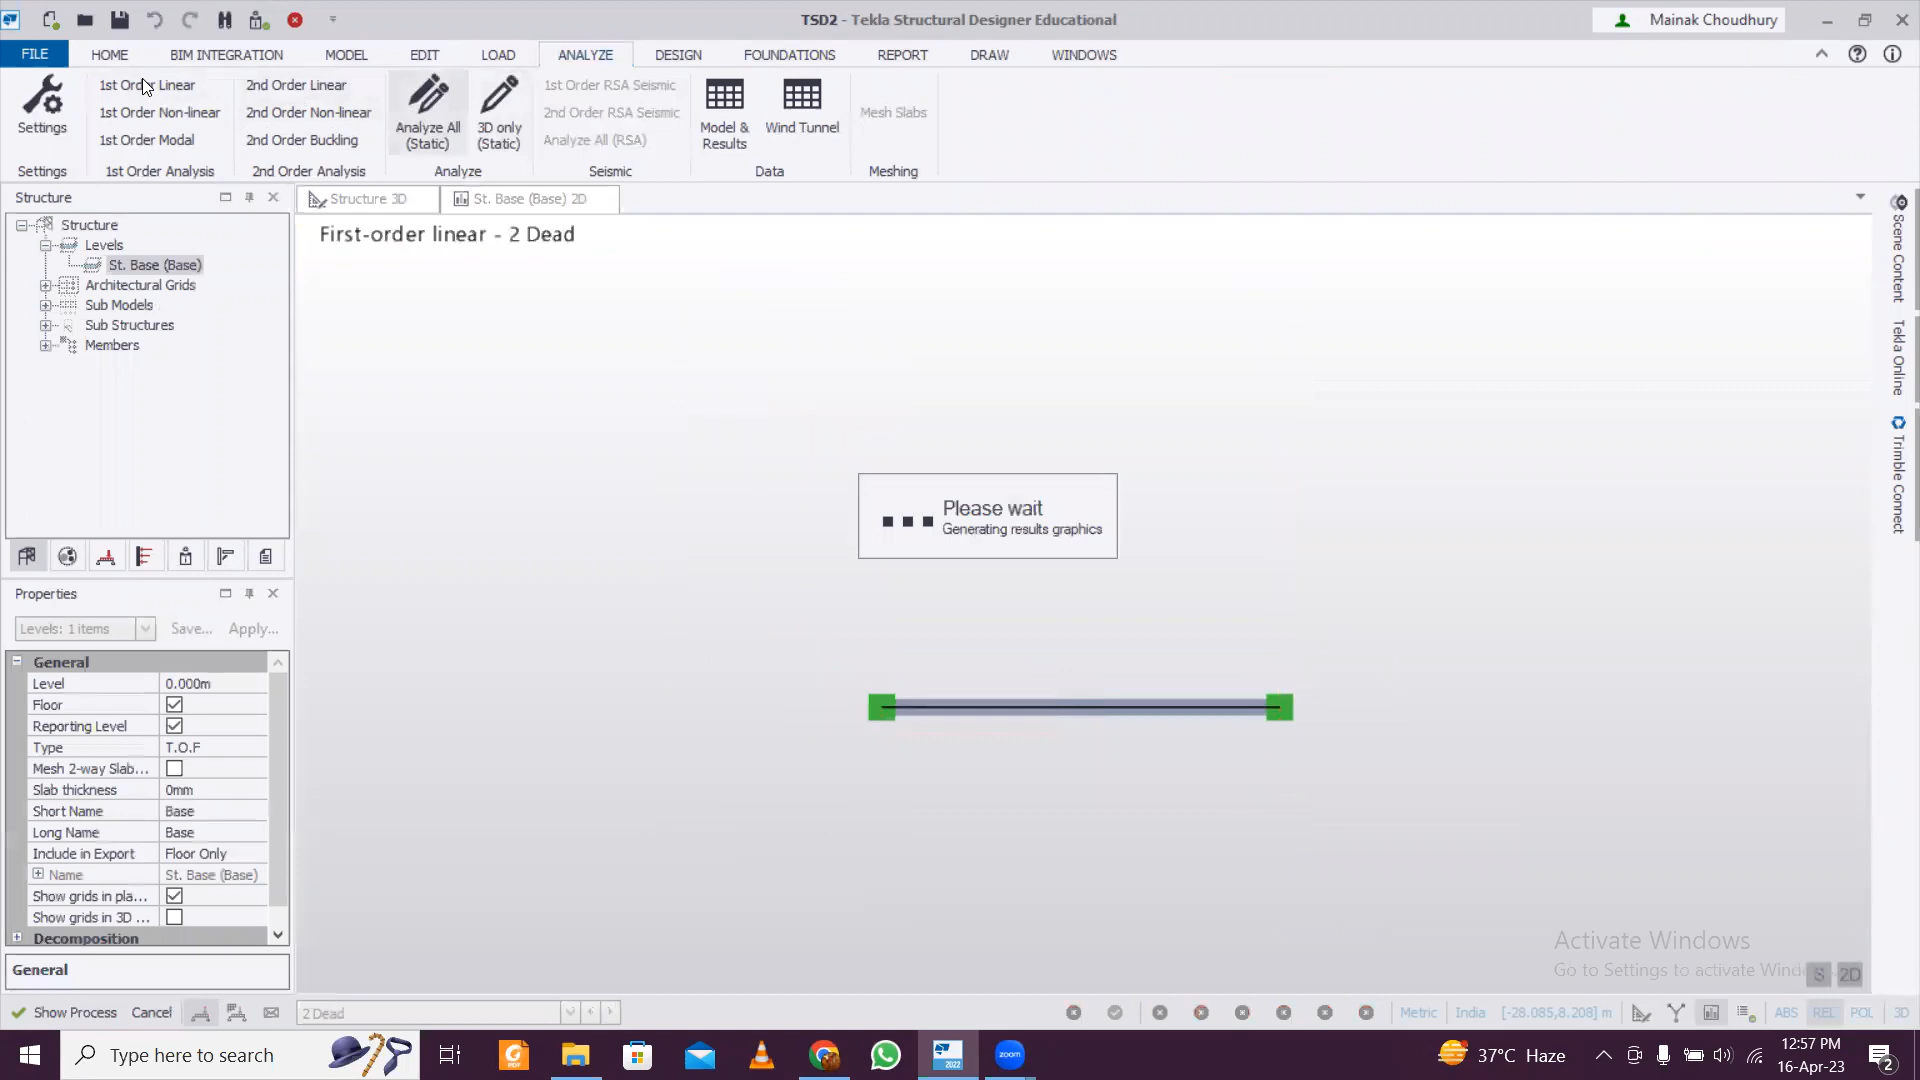 TSD2 - Tekla Structural Designer Educational
Mainak Choudhury
FILE
HOME
BIM INTEGRATION
MODEL
EDIT
LOAD
ANALYZE
DESIGN
FOUNDATIONS
REPORT
DRAW
WINDOWS
Settings
Settings
1st Order Linear
1st Order Non-linear
1st Order Modal
1st Order Analysis
2nd Order Linear
2nd Order Non-linear
2nd Order Buckling
2nd Order Analysis
Analyze All
(Static)
3D only
(Static)
Analyze
1st Order RSA Seismic
2nd Order RSA Seismic
Analyze All (RSA)
Seismic
Model &
Results
Wind Tunnel
Data
Mesh Slabs
Meshing
Structure
Structure
Levels
St. Base (Base)
Architectural Grids
Sub Models
Sub Structures
Members
Structure 3D
St. Base (Base) 2D
First-order linear - 2 Dead
Please wait
Generating results graphics
Scene Content
Tekla Online
Trimble Connect
Properties
Levels: 1 items
Save...
Apply...
General
Level 0.000m
Floor
Reporting Level
Type T.O.F
Mesh 2-way Slab...
Slab thickness 0mm
Short Name Base
Long Name Base
Include in Export Floor Only
Name St. Base (Base)
Show grids in pla...
Show grids in 3D ...
Decomposition
General
Activate Windows
Go to Settings to activate Wind
S
2D
Show Process
Cancel
2 Dead
Metric
India
[-28.085,8.208] m
ABS
REL
POL
3D
Type here to search
PDF
2022
zoom
37°C Haze
12:57 PM
16-Apr-23
2